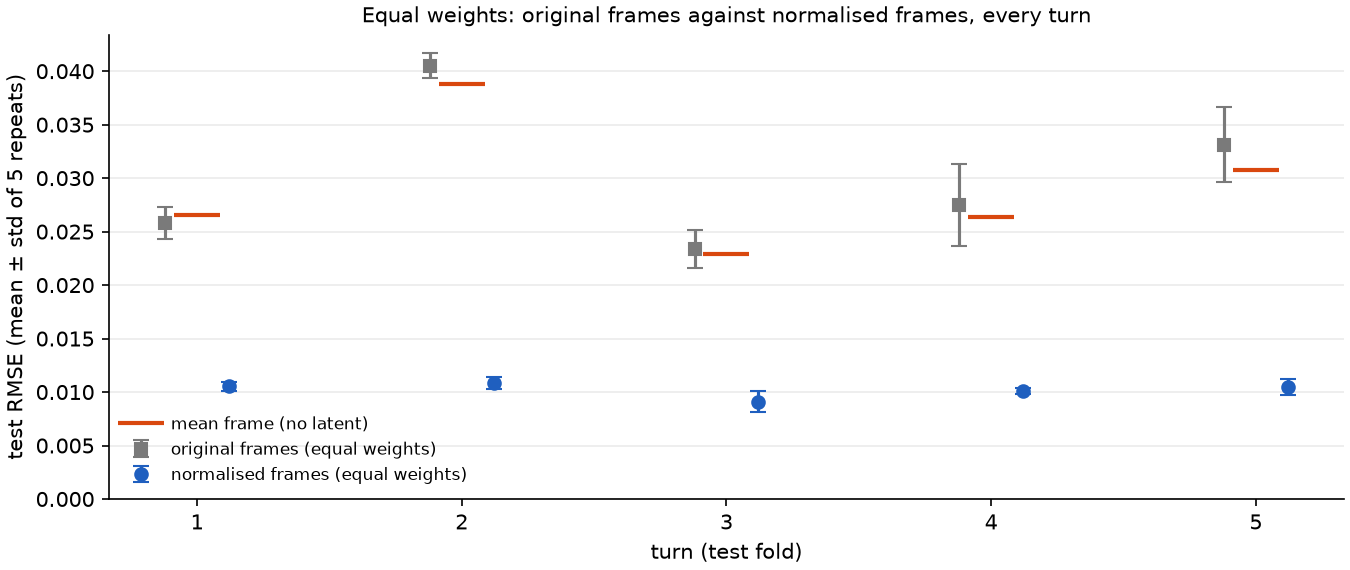 Equal weights: original frames against normalised frames, every turn
test RMSE (mean ± std of 5 repeats)
0.040
0.035
0.030
0.025
0.020
0.015
0.010
0.005
0.000
mean frame (no latent)
original frames (equal weights)
normalised frames (equal weights)
1 2 3 4 5
turn (test fold)